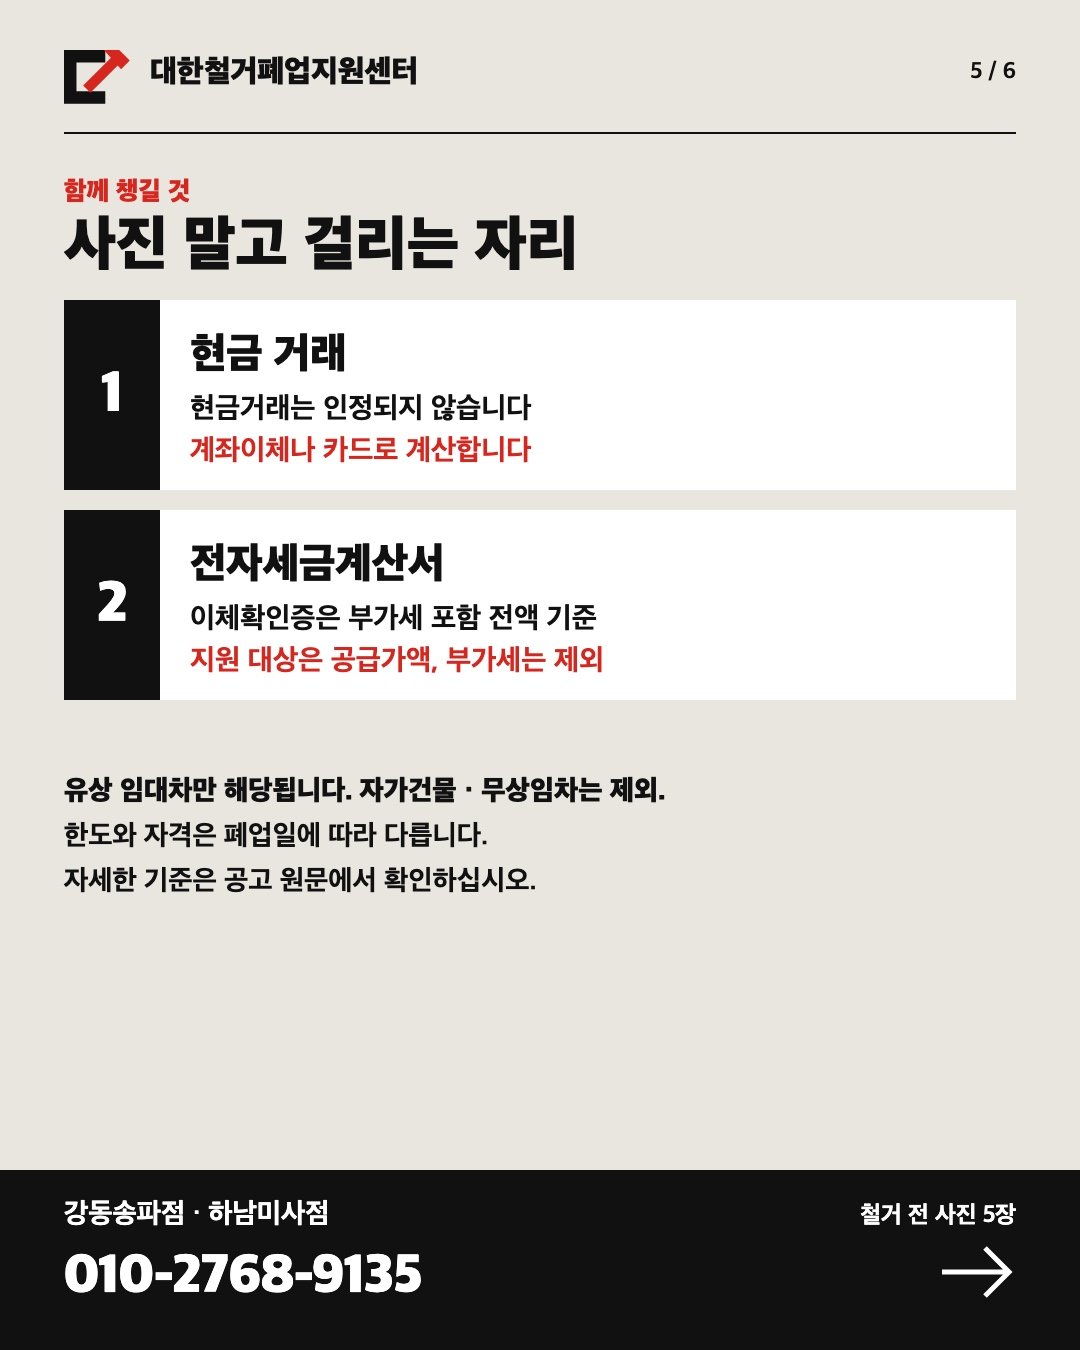 대한철거폐업지원센터
5 / 6
함께 챙길 것
사진 말고 걸리는 자리
1
현금 거래
현금거래는 인정되지 않습니다
계좌이체나 카드로 계산합니다
2
전자세금계산서
이체확인증은 부가세 포함 전액 기준
지원 대상은 공급가액, 부가세는 제외
유상 임대차만 해당됩니다. 자가건물 · 무상임차는 제외.
한도와 자격은 폐업일에 따라 다릅니다.
자세한 기준은 공고 원문에서 확인하십시오.
강동송파점 · 하남미사점
010-2768-9135
철거 전 사진 5장